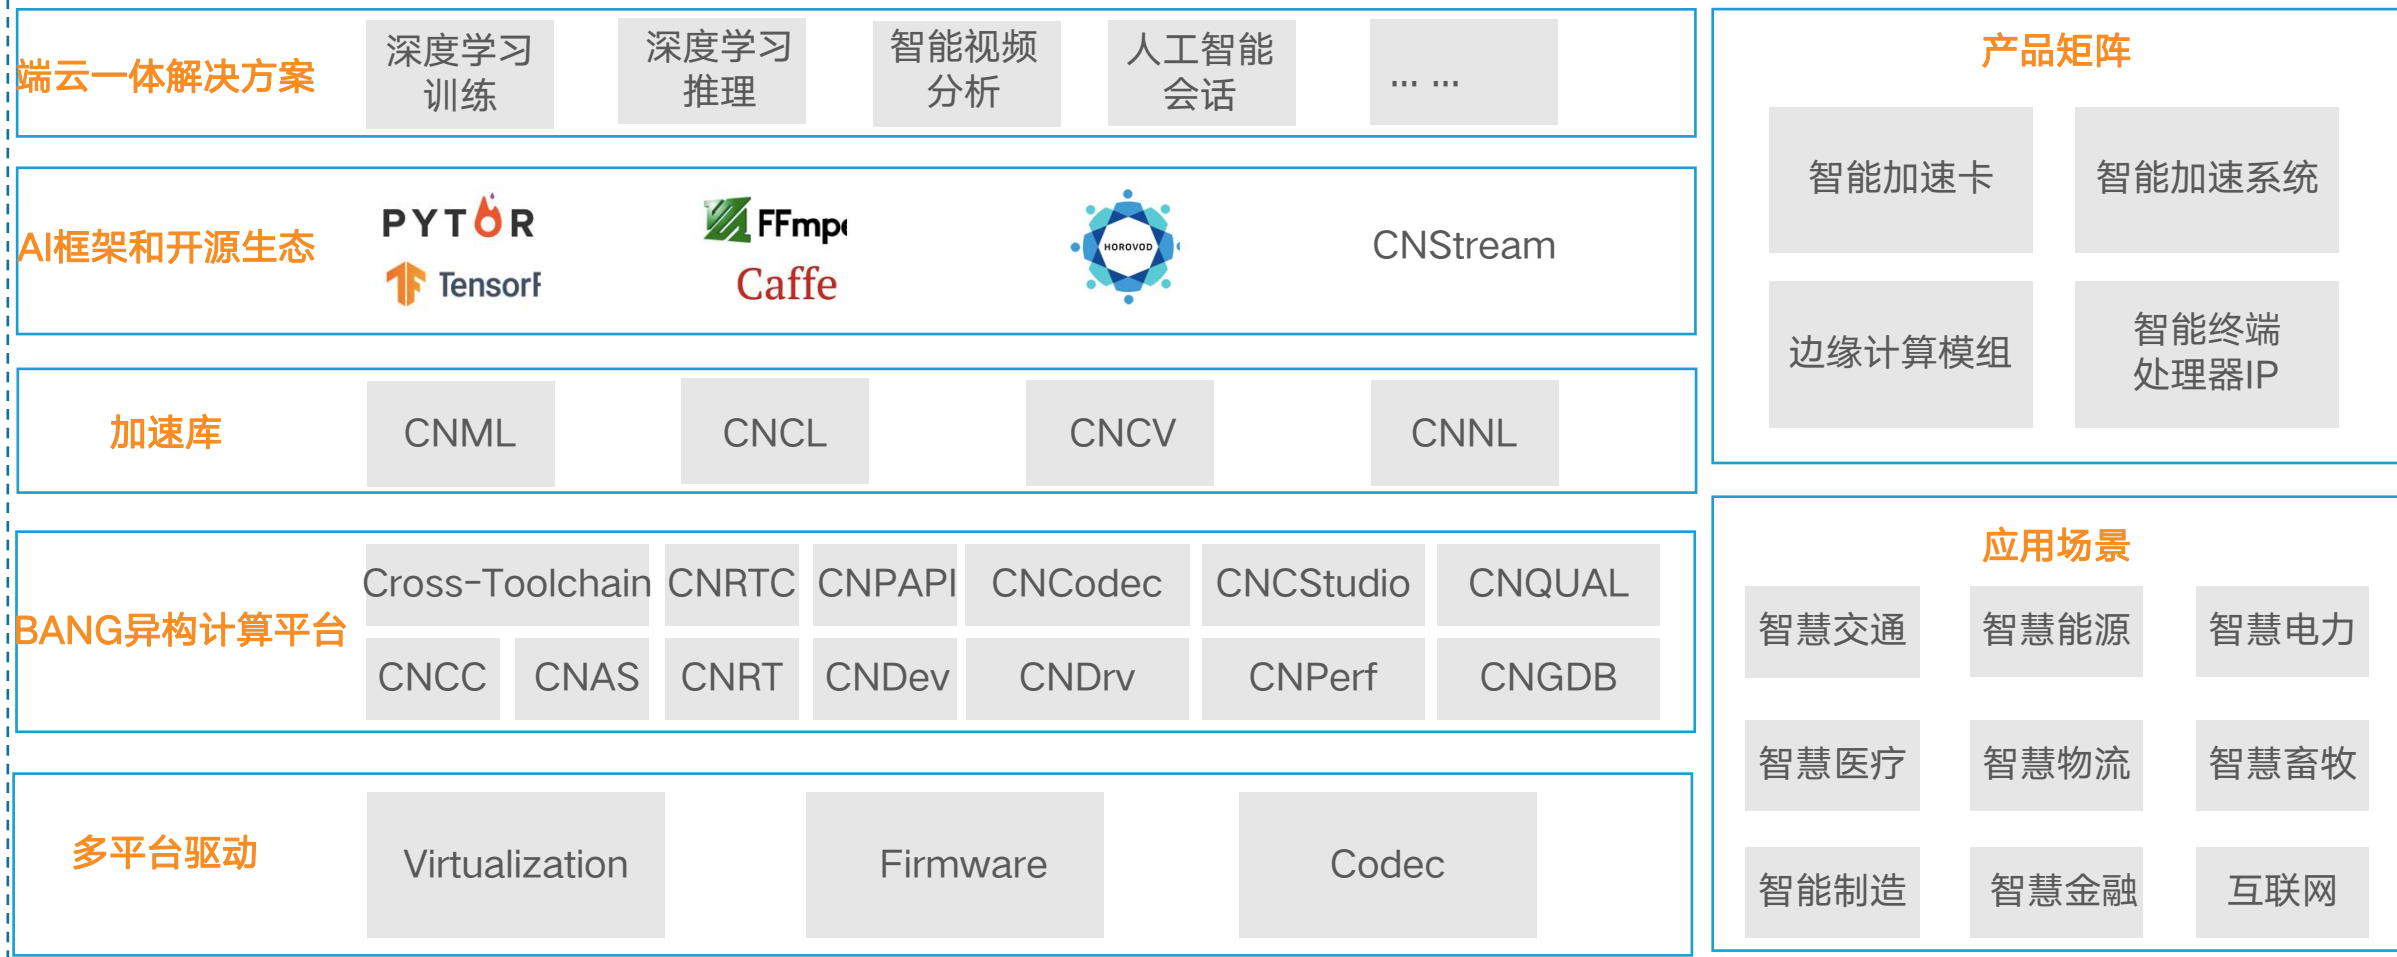 端云一体解决方案
深度学习
训练
深度学习
推理
智能视频
分析
人工智能
会话
... ...
AI框架和开源生态
PYTOR
TensorF
FFmpe
Caffe
HOROVOD
CNStream
加速库
CNML
CNCL
CNCV
CNNL
BANG异构计算平台
Cross-Toolchain
CNRTC
CNPAPI
CNCodec
CNCStudio
CNQUAL
CNCC
CNAS
CNRT
CNDev
CNDrv
CNPerf
CNGDB
多平台驱动
Virtualization
Firmware
Codec
产品矩阵
智能加速卡
智能加速系统
边缘计算模组
智能终端
处理器IP
应用场景
智慧交通
智慧能源
智慧电力
智慧医疗
智慧物流
智慧畜牧
智能制造
智慧金融
互联网